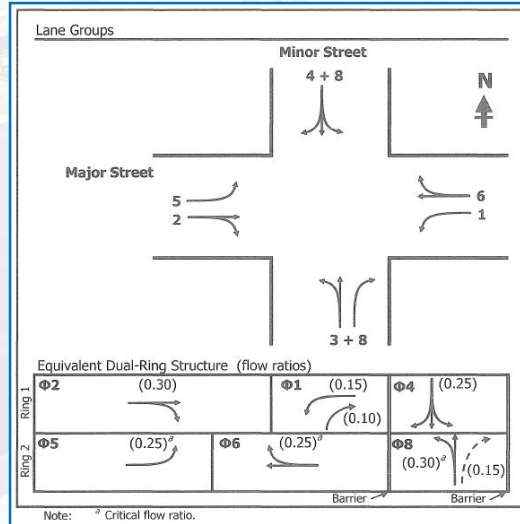 Lane Groups
Minor Street
4 + 8
N
Major Street
5
6
2
1
3 + 8
Equivalent Dual-Ring Structure (flow ratios)
Ring 1
Φ2 (0.30) Φ1 (0.15) Φ4 (0.25)
(0.10)
Ring 2
Φ5 (0.25)ᵃ Φ6 (0.25)ᵃ Φ8
(0.30)ᵃ (0.15)
Barrier Barrier
Note: ᵃ Critical flow ratio.